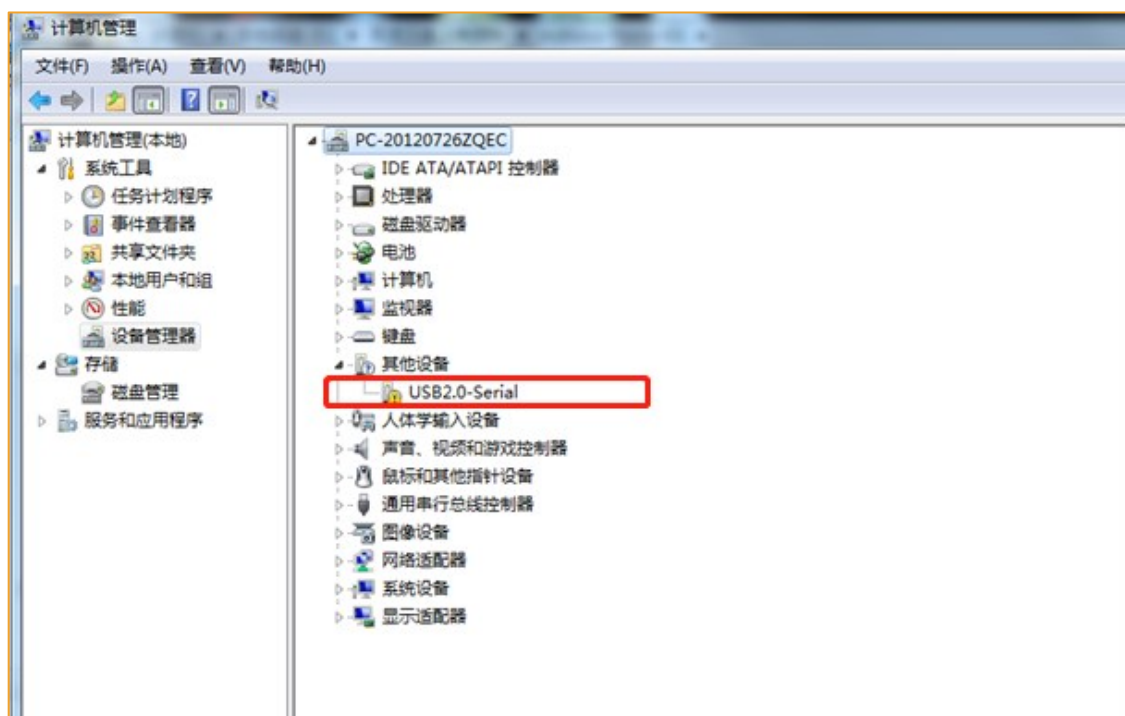 计算机管理
文件(F) 操作(A) 查看(V) 帮助(H)
计算机管理(本地)
系统工具
任务计划程序
事件查看器
共享文件夹
本地用户和组
性能
设备管理器
存储
磁盘管理
服务和应用程序
PC-20120726ZQEC
IDE ATA/ATAPI 控制器
处理器
磁盘驱动器
电池
计算机
监视器
键盘
其他设备
USB2.0-Serial
人体学输入设备
声音、视频和游戏控制器
鼠标和其他指针设备
通用串行总线控制器
图像设备
网络适配器
系统设备
显示适配器